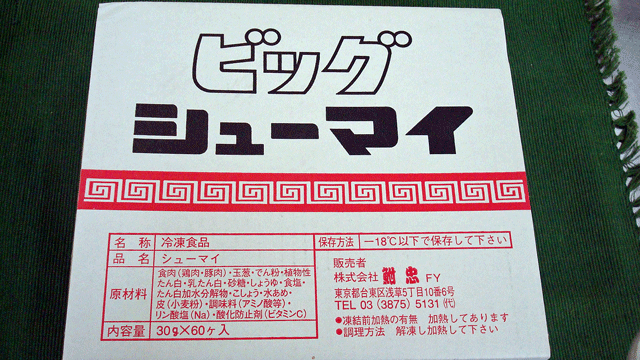 ビッグ
シューマイ
名称 冷凍食品
品名 シューマイ
原材料 食肉(鶏肉・豚肉)・玉葱・でん粉・植物性
たん白・乳たん白・砂糖・しょうゆ・食塩・
たん白加水分解物・こしょう・水あめ・
皮(小麦粉)・調味料(アミノ酸等)・
リン酸塩(Na)・酸化防止剤(ビタミンC)
内容量 30g×60ヶ入
保存方法 −18℃以下で保存して下さい
販売者
株式会社 鮒忠 FY
東京都台東区浅草5丁目10番6号
TEL 03(3875)5131(代)
●凍結前加熱の有無 加熱してあります
●調理方法 解凍し加熱して下さい